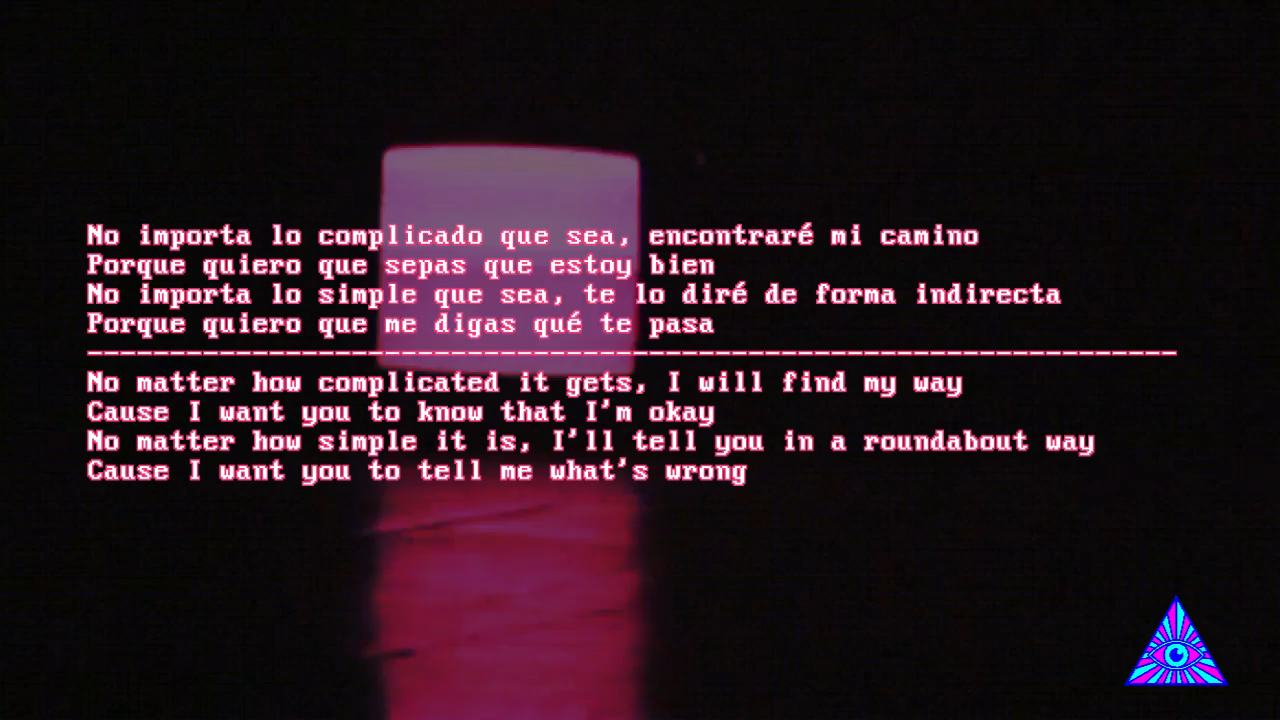 No importa lo complicado que sea, encontraré mi camino
Porque quiero que sepas que estoy bien
No importa lo simple que sea, te lo diré de forma indirecta
Porque quiero que me digas qué te pasa
------------------------------------------------------------------
No matter how complicated it gets, I will find my way
Cause I want you to know that I'm okay
No matter how simple it is, I'll tell you in a roundabout way
Cause I want you to tell me what's wrong